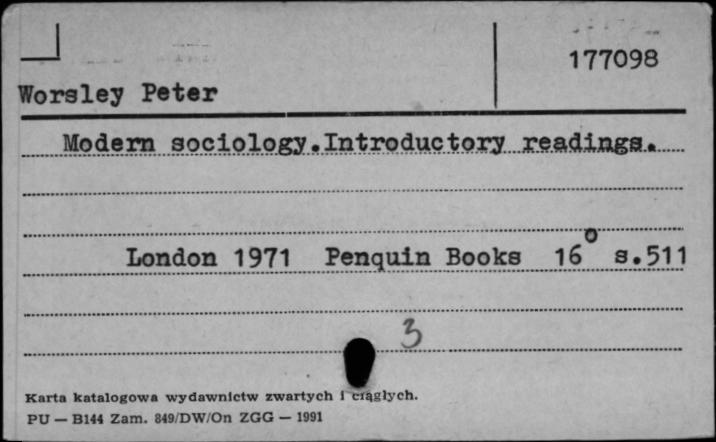 177098
Worsley Peter
Modern sociology.Introductory readings.
London 1971 Penquin Books 16° s.511
3
Karta katalogowa wydawnictw zwartych i ciągłych.
PU — B144 Zam. 849/DW/On ZGG — 1991